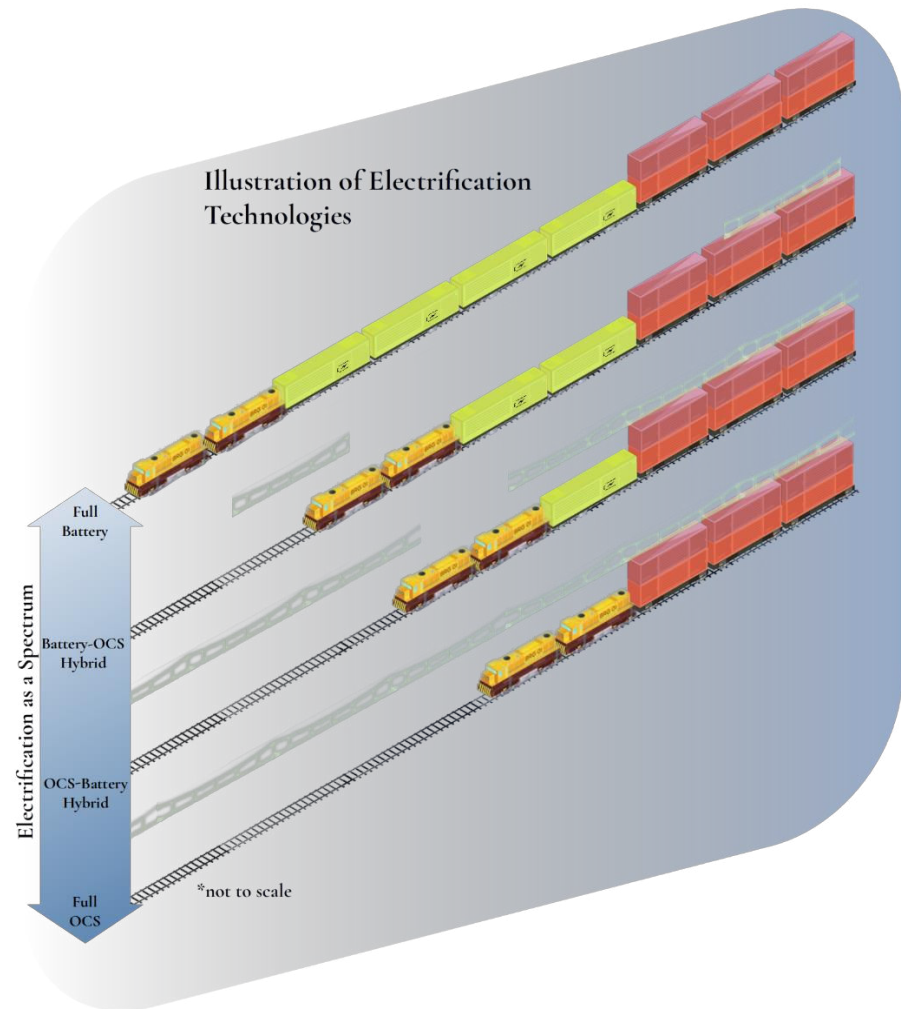 Illustration of Electrification
Technologies
Full
Battery
Battery-OCS
Hybrid
OCS-Battery
Hybrid
Full
OCS
Electrification as a Spectrum
*not to scale